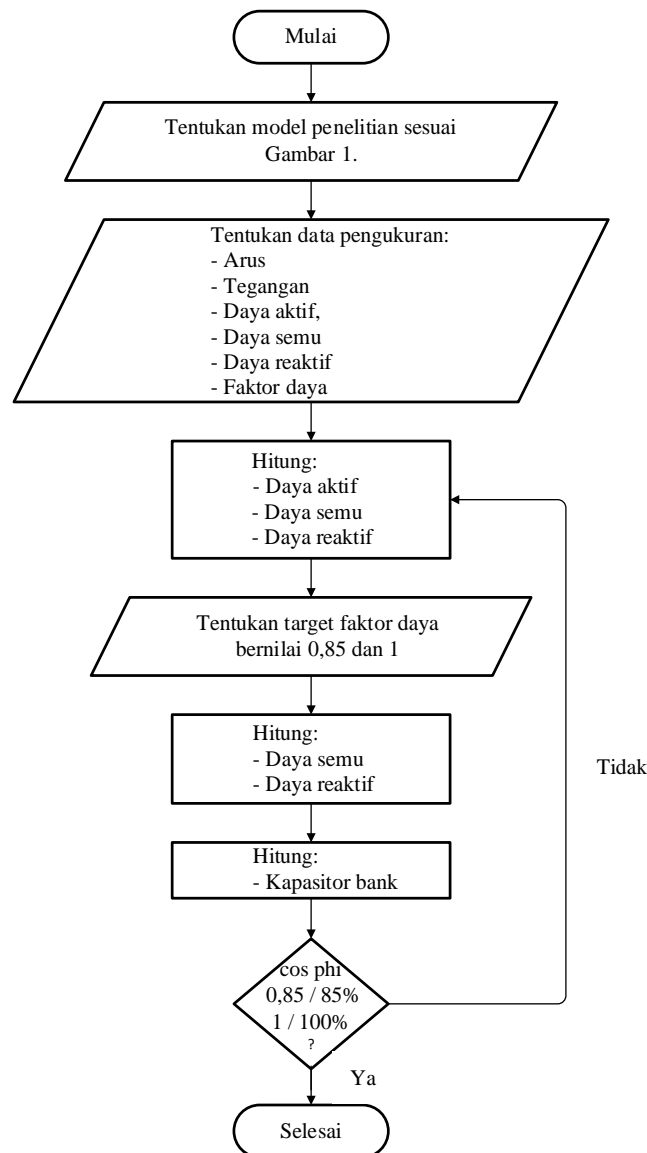 Mulai
Tentukan model penelitian sesuai
Gambar 1.
Tentukan data pengukuran:
- Arus
- Tegangan
- Daya aktif,
- Daya semu
- Daya reaktif
- Faktor daya
Hitung:
- Daya aktif
- Daya semu
- Daya reaktif
Tentukan target faktor daya
bernilai 0,85 dan 1
Hitung:
- Daya semu
- Daya reaktif
Tidak
Hitung:
- Kapasitor bank
cos phi
0,85 / 85%
1 / 100%
?
Ya
Selesai